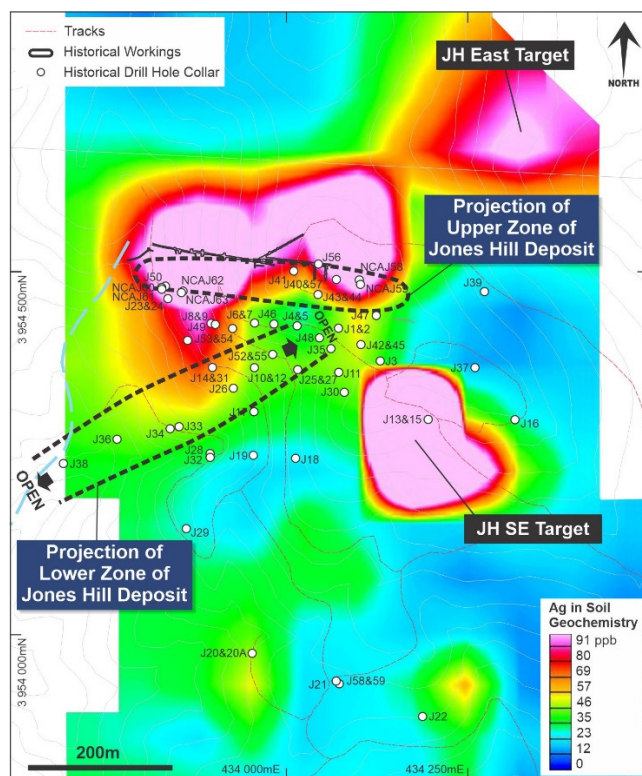 Tracks
Historical Workings
Historical Drill Hole Collar
JH East Target
NORTH
Projection of
Upper Zone of
Jones Hill Deposit
J56
J50
NCAJ62
NCAJ58
NCAJ60
J41
J40&57
NCAJ61
NCAJ63
NCAJ59
J39
3 954 500mN
J23&24
J43&44
J47
J8&9
J6&7
J46
J4&5
OPEN
J49
J1&2
J53&54
J48
J42&45
J52&55
J35
J3
J14&31
J10&12
J25&27
J11
J37
J26
J30
J17
J13&15
J16
J34
J33
J36
J28
J32
J19
J18
J38
OPEN
J29
JH SE Target
Projection of
Lower Zone of
Jones Hill Deposit
Ag in Soil
Geochemistry
91 ppb
80
69
57
46
35
23
12
0
3 954 000mN
J20&20A
J21
J58&59
J22
200m
434 000mE
434 250mE